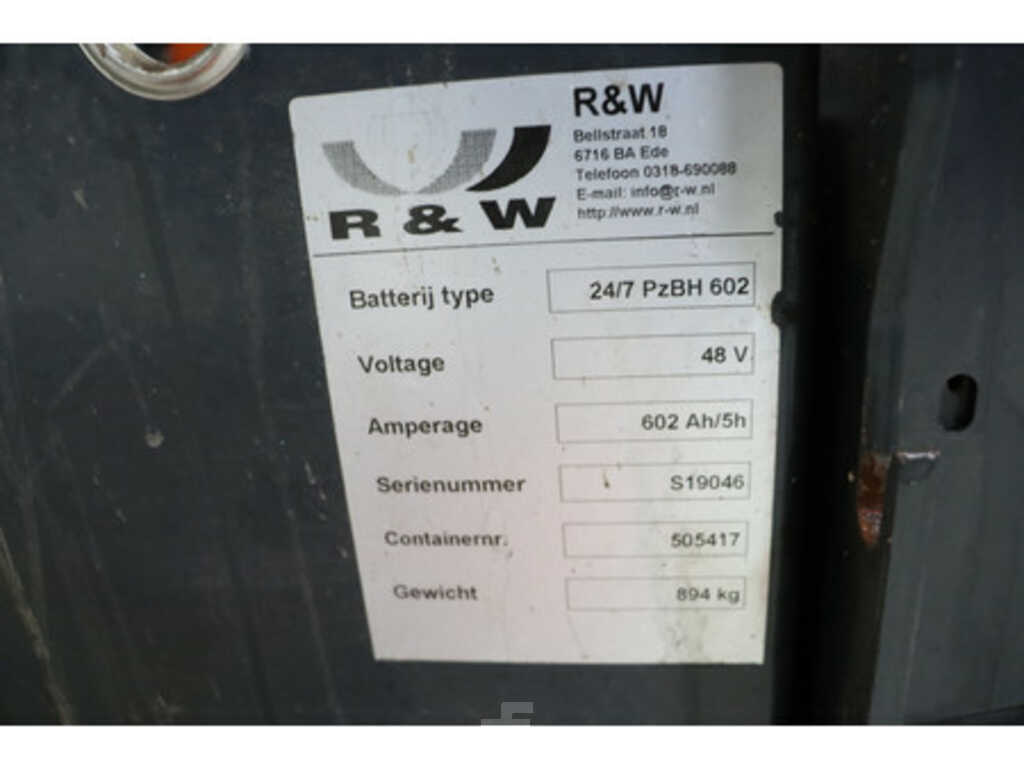 R & W
R&W
Bellstraat 18
6716 BA Ede
Telefoon 0318-690088
E-mail: info@r-w.nl
http://www.r-w.nl
Batterij type 24/7 PzBH 602
Voltage 48 V
Amperage 602 Ah/5h
Serienummer S19046
Containernr. 505417
Gewicht 894 kg